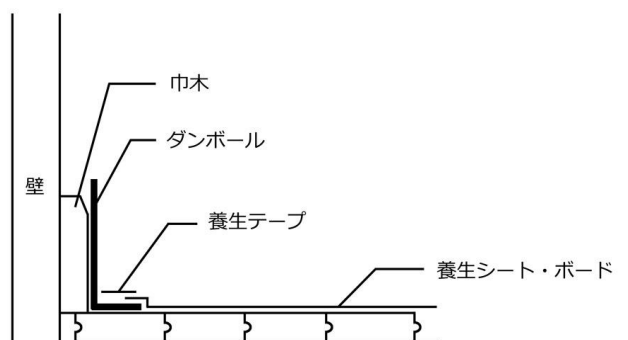 巾木
ダンボール
壁
養生テープ
養生シート・ボード